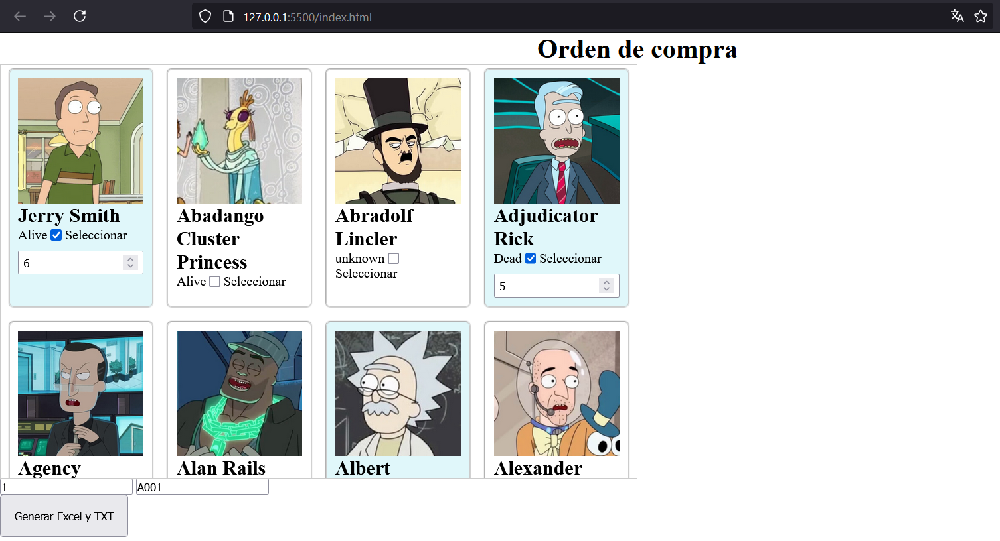 127.0.0.1:5500/index.html
Orden de compra
Jerry Smith
Alive Seleccionar
6
Abadango
Cluster
Princess
Alive Seleccionar
Abradolf
Lincler
unknown
Seleccionar
Adjudicator
Rick
Dead Seleccionar
5
Agency
Alan Rails
Albert
Alexander
1
A001
Generar Excel y TXT